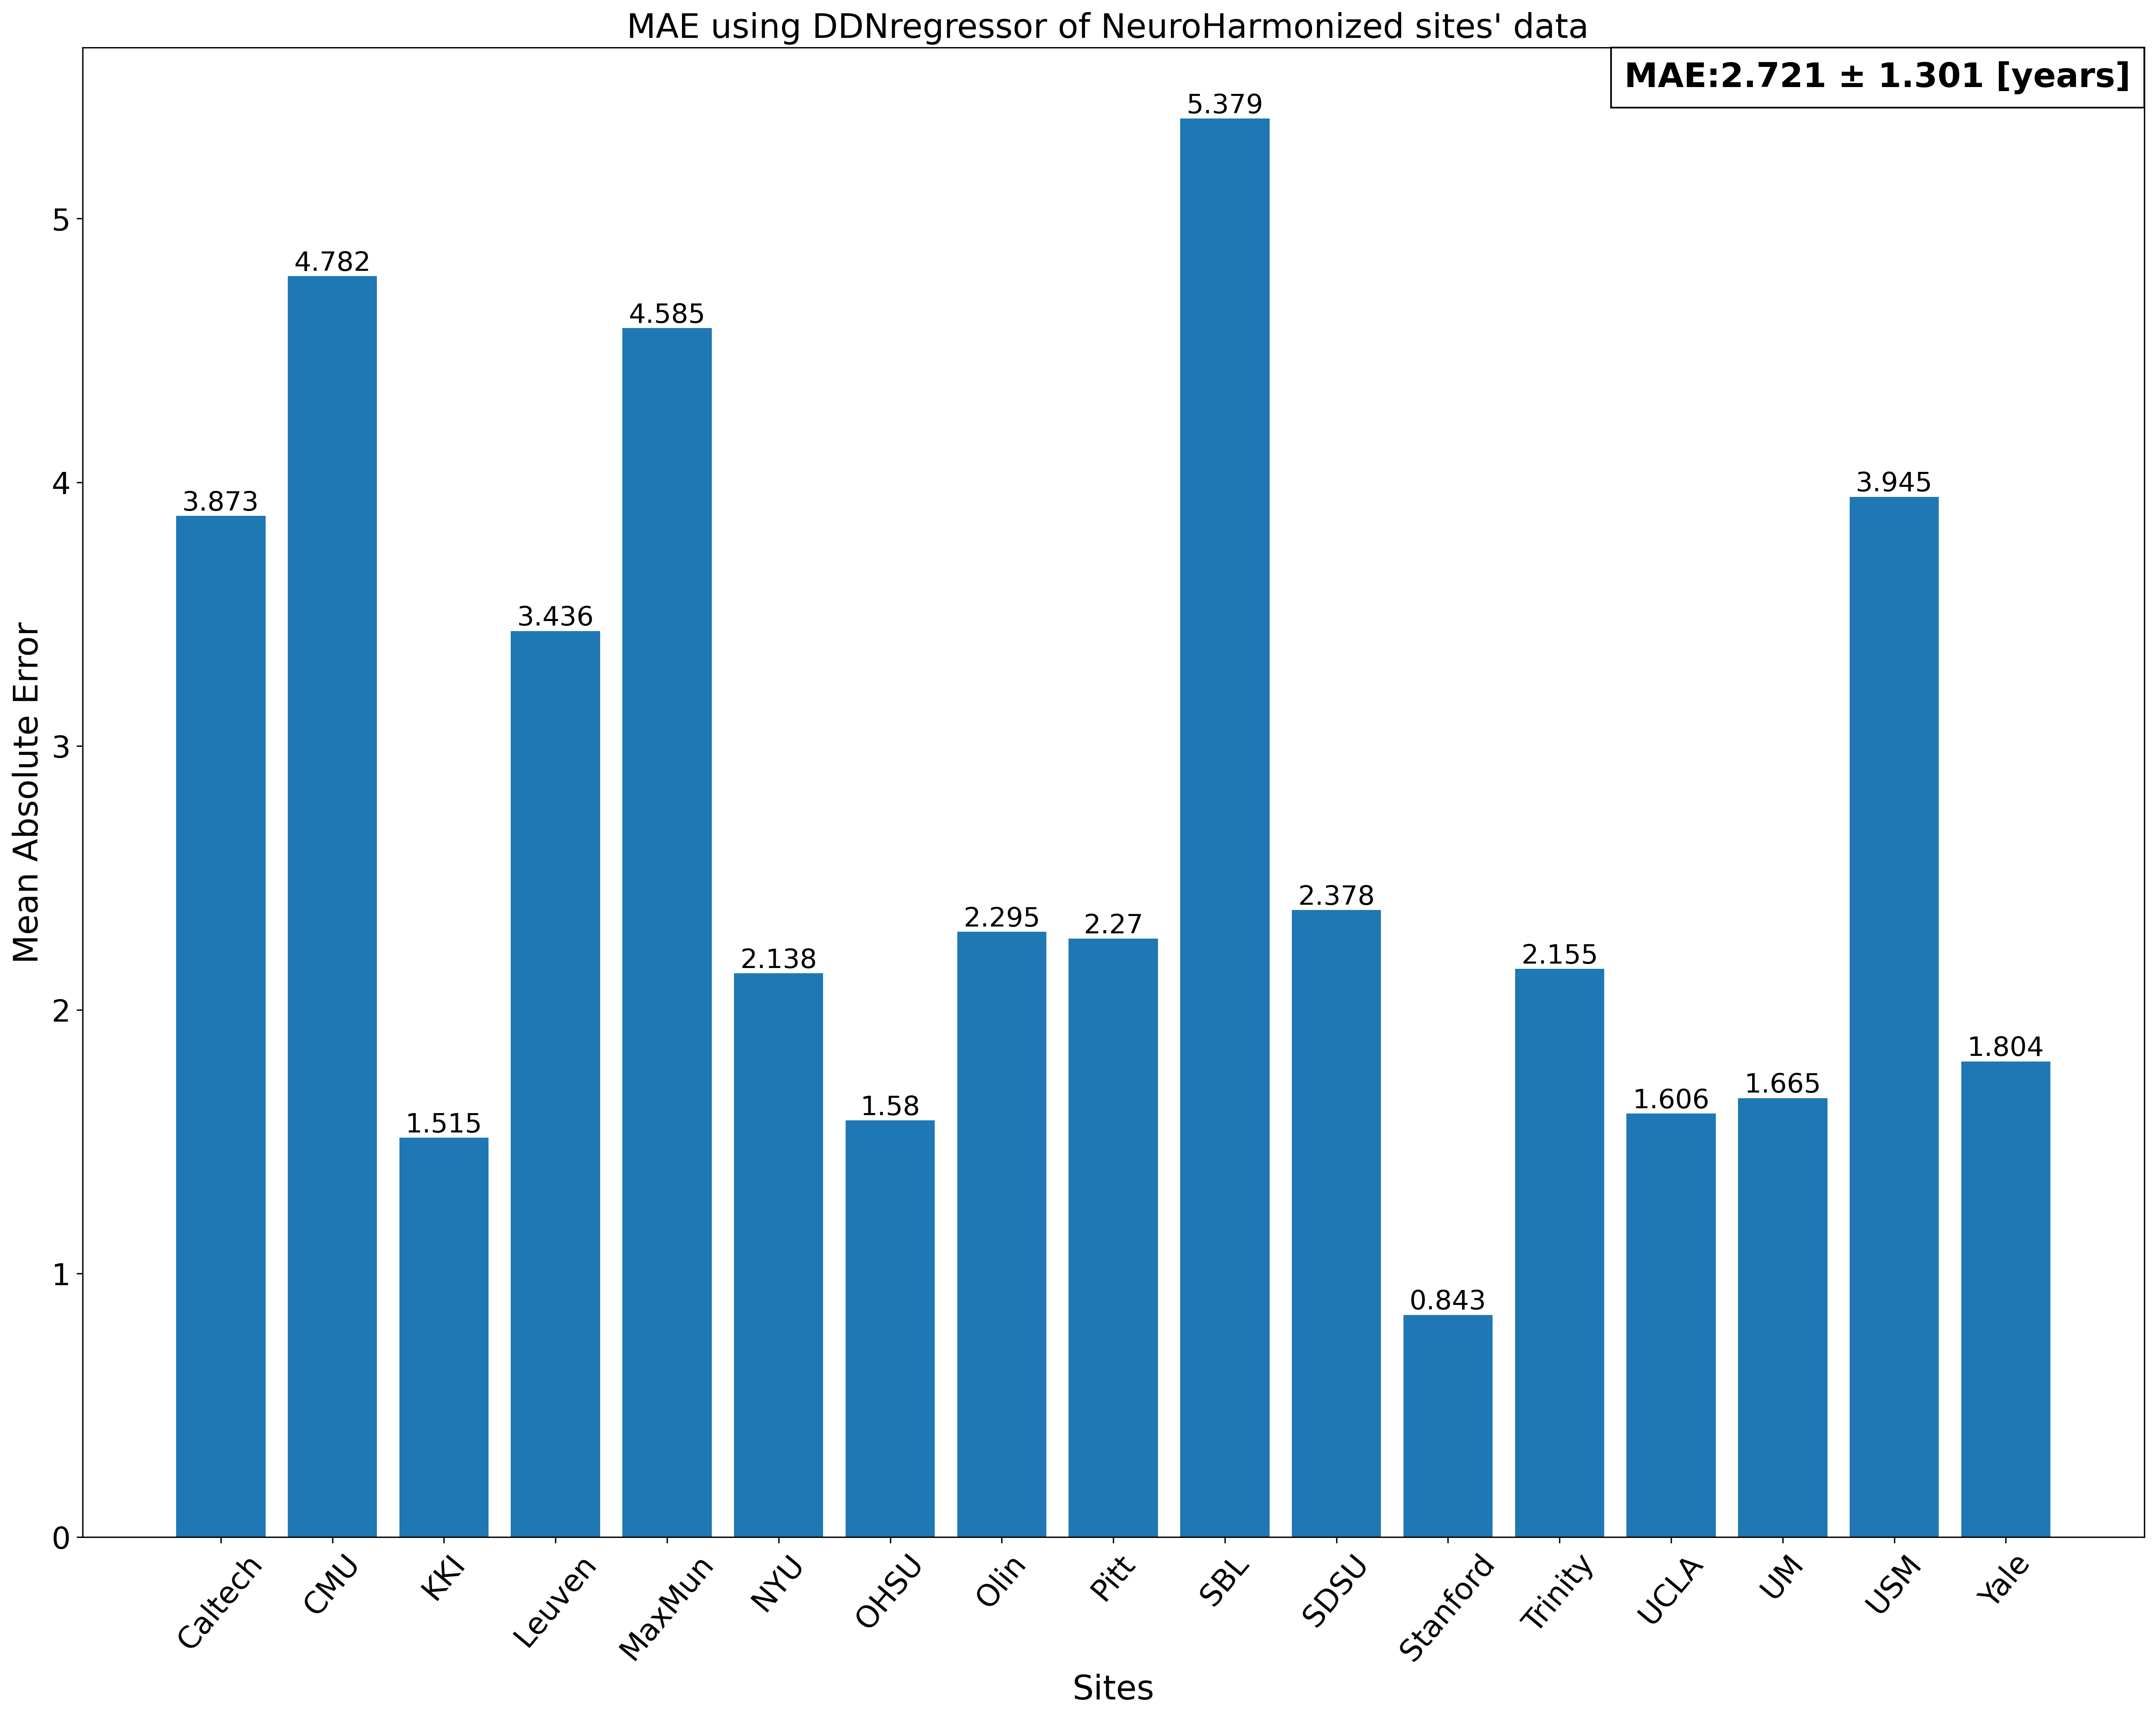 MAE using DDNregressor of NeuroHarmonized sites' data
MAE:2.721 ± 1.301 [years]
Mean Absolute Error
5
4
3
2
1
0
3.873
4.782
1.515
3.436
4.585
2.138
1.58
2.295
2.27
5.379
2.378
0.843
2.155
1.606
1.665
3.945
1.804
Caltech
CMU
KKI
Leuven
MaxMun
NYU
OHSU
Olin
Pitt
SBL
SDSU
Stanford
Trinity
UCLA
UM
USM
Yale
Sites